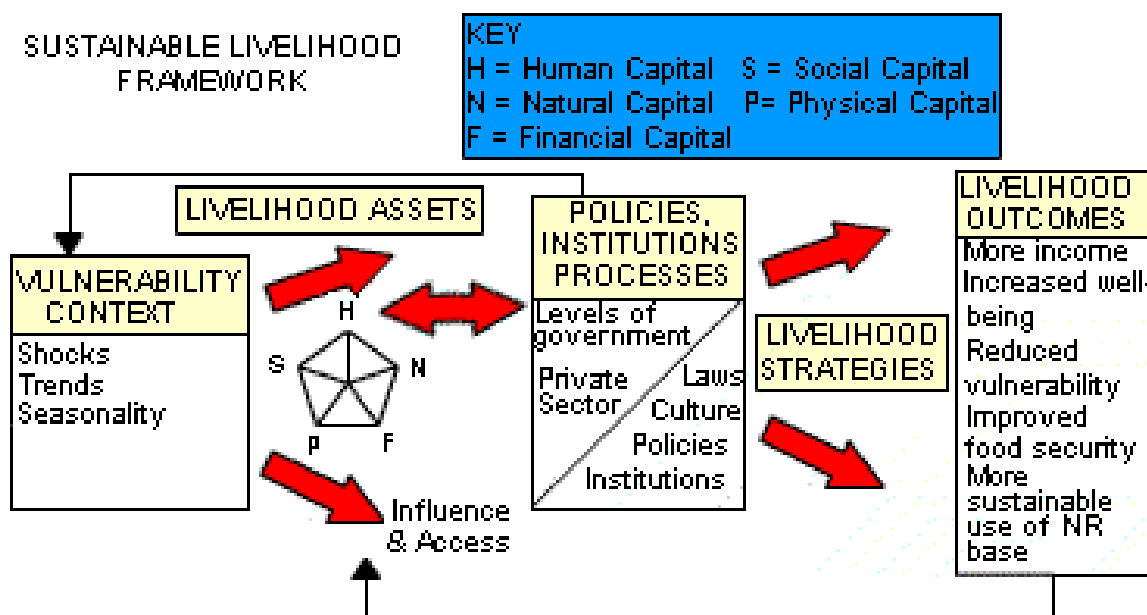 SUSTAINABLE LIVELIHOOD
FRAMEWORK
KEY
H = Human Capital S = Social Capital
N = Natural Capital P= Physical Capital
F = Financial Capital
LIVELIHOOD ASSETS
VULNERABILITY
CONTEXT
Shocks
Trends
Seasonality
H
S
N
P
F
Influence
& Access
POLICIES,
INSTITUTIONS
PROCESSES
Levels of
government
Private
Sector
Laws
Culture
Policies
Institutions
LIVELIHOOD
STRATEGIES
LIVELIHOOD
OUTCOMES
More income
Increased well-
being
Reduced
vulnerability
Improved
food security
More
sustainable
use of NR
base